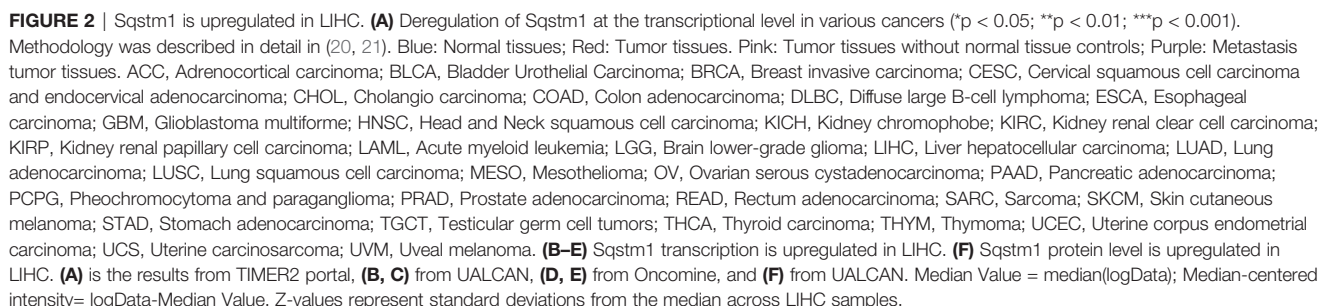 FIGURE 2 | Sqstm1 is upregulated in LIHC. (A) Deregulation of Sqstm1 at the transcriptional level in various cancers (*p < 0.05; **p < 0.01; ***p < 0.001).
Methodology was described in detail in (20, 21). Blue: Normal tissues; Red: Tumor tissues. Pink: Tumor tissues without normal tissue controls; Purple: Metastasis
tumor tissues. ACC, Adrenocortical carcinoma; BLCA, Bladder Urothelial Carcinoma; BRCA, Breast invasive carcinoma; CESC, Cervical squamous cell carcinoma
and endocervical adenocarcinoma; CHOL, Cholangio carcinoma; COAD, Colon adenocarcinoma; DLBC, Diffuse large B-cell lymphoma; ESCA, Esophageal
carcinoma; GBM, Glioblastoma multiforme; HNSC, Head and Neck squamous cell carcinoma; KICH, Kidney chromophobe; KIRC, Kidney renal clear cell carcinoma;
KIRP, Kidney renal papillary cell carcinoma; LAML, Acute myeloid leukemia; LGG, Brain lower-grade glioma; LIHC, Liver hepatocellular carcinoma; LUAD, Lung
adenocarcinoma; LUSC, Lung squamous cell carcinoma; MESO, Mesothelioma; OV, Ovarian serous cystadenocarcinoma; PAAD, Pancreatic adenocarcinoma;
PCPG, Pheochromocytoma and paraganglioma; PRAD, Prostate adenocarcinoma; READ, Rectum adenocarcinoma; SARC, Sarcoma; SKCM, Skin cutaneous
melanoma; STAD, Stomach adenocarcinoma; TGCT, Testicular germ cell tumors; THCA, Thyroid carcinoma; THYM, Thymoma; UCEC, Uterine corpus endometrial
carcinoma; UCS, Uterine carcinosarcoma; UVM, Uveal melanoma. (B–E) Sqstm1 transcription is upregulated in LIHC. (F) Sqstm1 protein level is upregulated in
LIHC. (A) is the results from TIMER2 portal, (B, C) from UALCAN, (D, E) from Oncomine, and (F) from UALCAN. Median Value = median(logData); Median-centered
intensity= logData-Median Value. Z-values represent standard deviations from the median across LIHC samples.